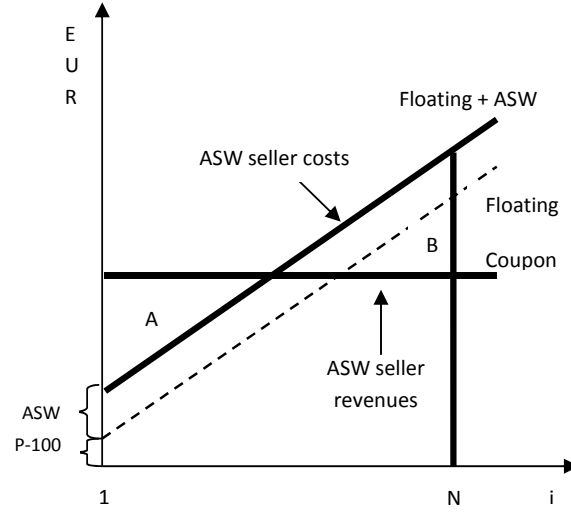 E
U
R
Floating + ASW
ASW seller costs
Floating
B
Coupon
A
ASW seller
revenues
ASW
P-100
1
N
i